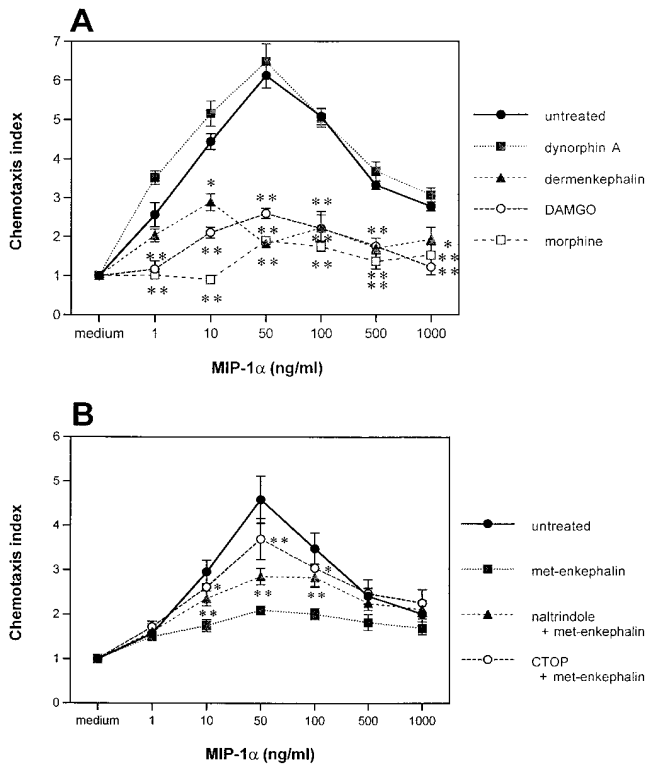 A
Chemotaxis index
7
6
5
4
3
2
1
0
medium 1 10 50 100 500 1000
MIP-1α (ng/ml)
untreated
dynorphin A
dermenkephalin
DAMGO
morphine
*
** ** ** **
** ** ** ** *
** ** ** ** **
** ** ** **
B
Chemotaxis index
6
5
4
3
2
1
0
medium 1 10 50 100 500 1000
MIP-1α (ng/ml)
untreated
met-enkephalin
naltrindole
+ met-enkephalin
CTOP
+ met-enkephalin
**
* *
** ** **